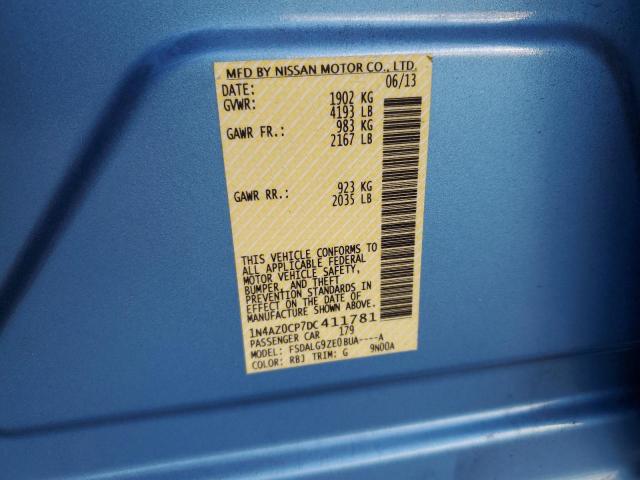 MFD BY NISSAN MOTOR CO., LTD.
DATE: 06/13
GVWR: 1902 KG
4193 LB
GAWR FR.: 983 KG
2167 LB
GAWR RR.: 923 KG
2035 LB
THIS VEHICLE CONFORMS TO
ALL APPLICABLE FEDERAL
MOTOR VEHICLE SAFETY,
BUMPER, AND THEFT
PREVENTION STANDARDS IN
EFFECT ON THE DATE OF
MANUFACTURE SHOWN ABOVE.
1N4AZ0CP7DC411781
PASSENGER CAR 179
MODEL: FSDALG9ZE0BUA----A
COLOR: RBJ TRIM: G 9N00A